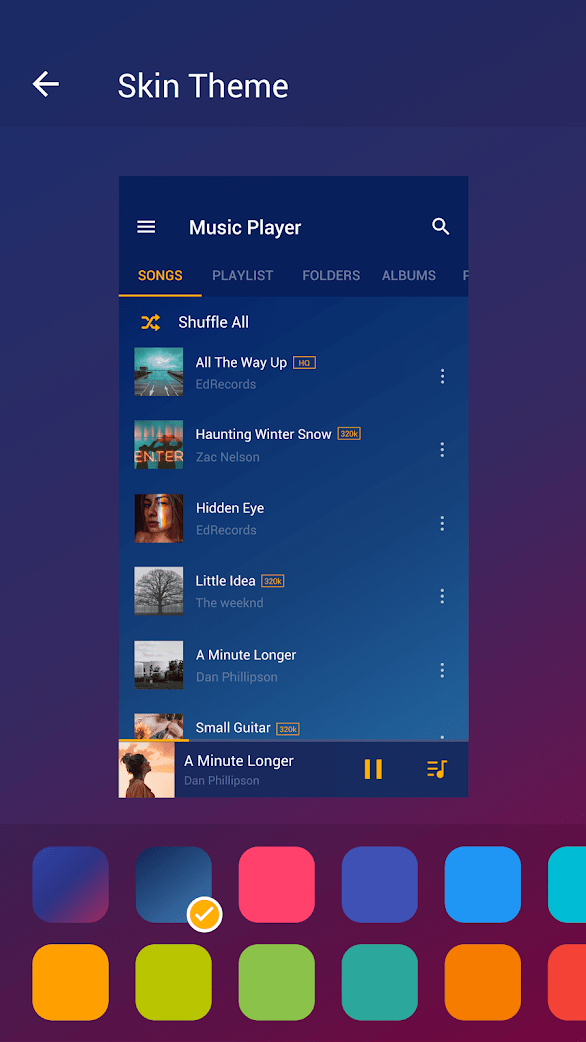 Skin Theme
Music Player
SONGS PLAYLIST FOLDERS ALBUMS
Shuffle All
All The Way Up HQ
EdRecords
Haunting Winter Snow 320k
Zac Nelson
ENTER
Hidden Eye
EdRecords
Little Idea 320k
The weeknd
A Minute Longer
Dan Phillipson
Small Guitar 320k
A Minute Longer
Dan Phillipson